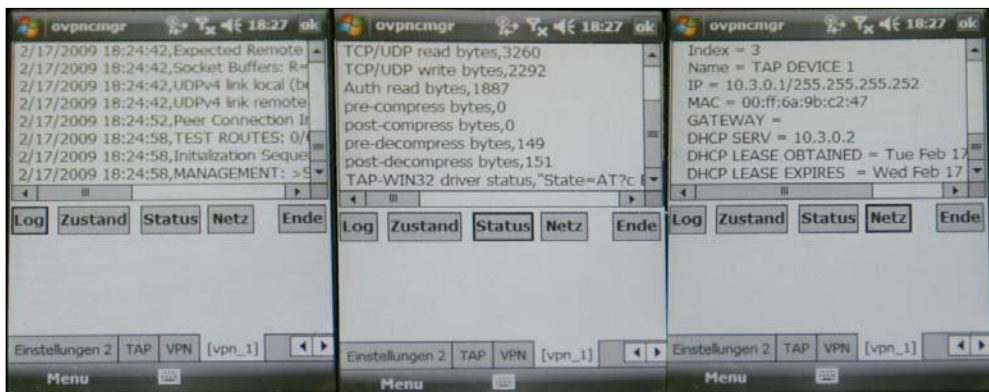 ovpncmgr 18:27 ok
2/17/2009 18:24:42,Expected Remote
2/17/2009 18:24:42,Socket Buffers: R=
2/17/2009 18:24:42,UDPv4 link local (b
2/17/2009 18:24:42,UDPv4 link remote
2/17/2009 18:24:52,Peer Connection I
2/17/2009 18:24:58,TEST ROUTES: 0/
2/17/2009 18:24:58,Initialization Seque
2/17/2009 18:24:58,MANAGEMENT: >S
Log Zustand Status Netz Ende
Einstellungen 2 TAP VPN [vpn_1]
Menu
ovpncmgr 18:27 ok
TCP/UDP read bytes,3260
TCP/UDP write bytes,2292
Auth read bytes,1887
pre-compress bytes,0
post-compress bytes,0
pre-decompress bytes,149
post-decompress bytes,151
TAP-WIN32 driver status,"State=AT?c
Log Zustand Status Netz Ende
Einstellungen 2 TAP VPN [vpn_1]
Menu
ovpncmgr 18:27 ok
Index = 3
Name = TAP DEVICE 1
IP = 10.3.0.1/255.255.255.252
MAC = 00:ff:6a:9b:c2:47
GATEWAY =
DHCP SERV = 10.3.0.2
DHCP LEASE OBTAINED = Tue Feb 17
DHCP LEASE EXPIRES = Wed Feb 17
Log Zustand Status Netz Ende
Einstellungen 2 TAP VPN [vpn_1]
Menu